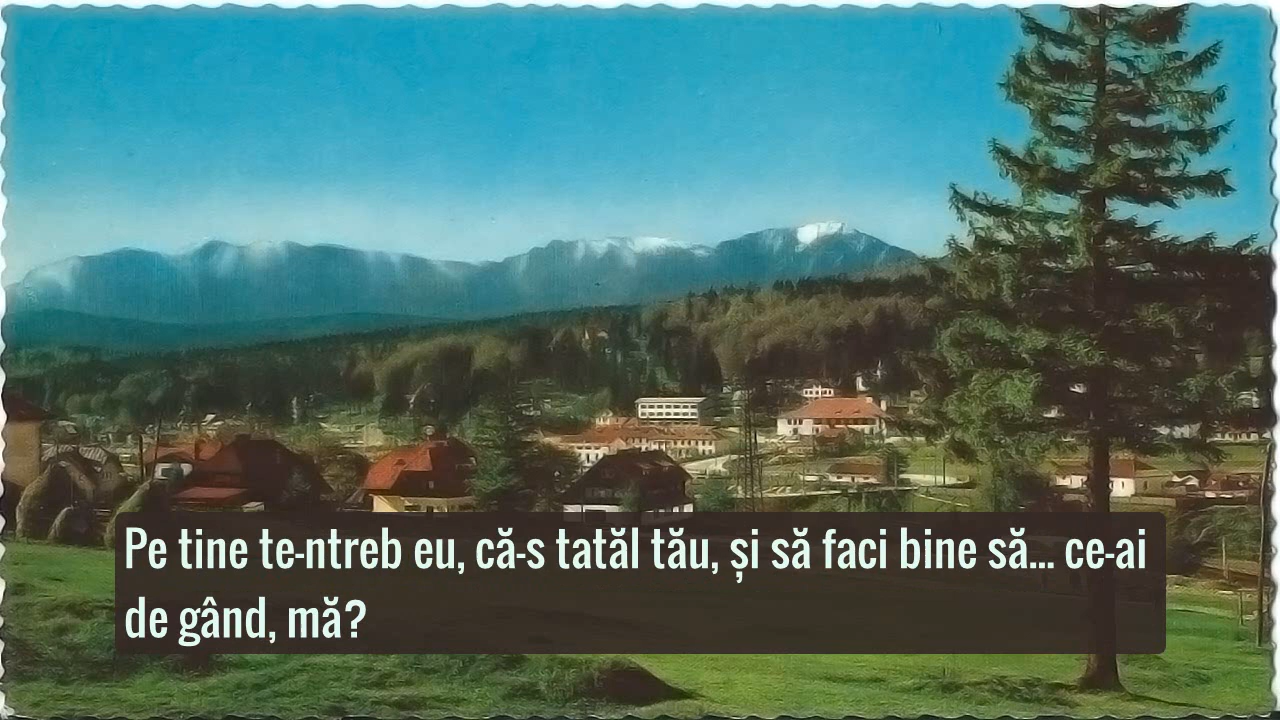 Pe tine te-ntreb eu, că-s tatăl tău, și să faci bine să... ce-ai
de gând, mă?